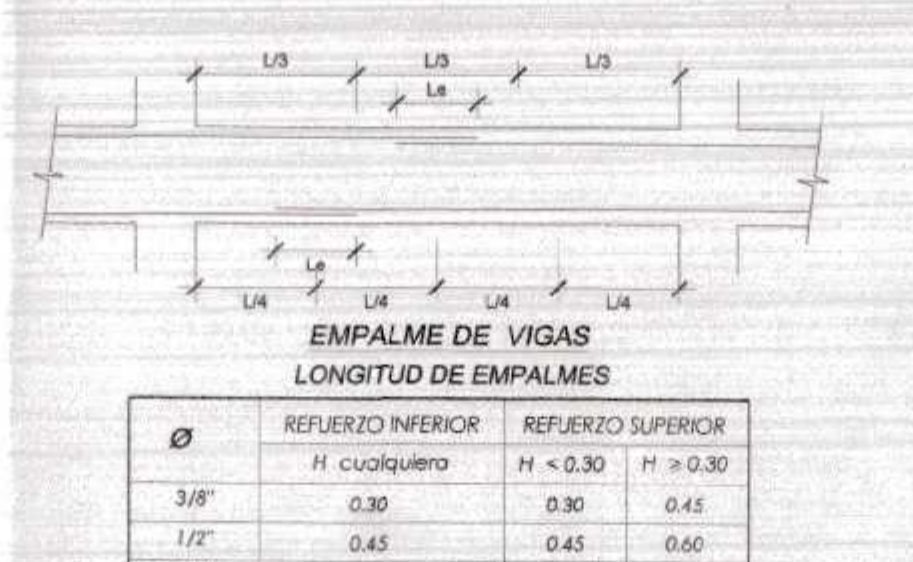 L/3 L/3 L/3
Le
Le
L/4 L/4 L/4 L/4
EMPALME DE VIGAS
LONGITUD DE EMPALMES
Ø REFUERZO INFERIOR REFUERZO SUPERIOR
H cualquiera H < 0.30 H ≥ 0.30
3/8" 0.30 0.30 0.45
1/2" 0.45 0.45 0.60